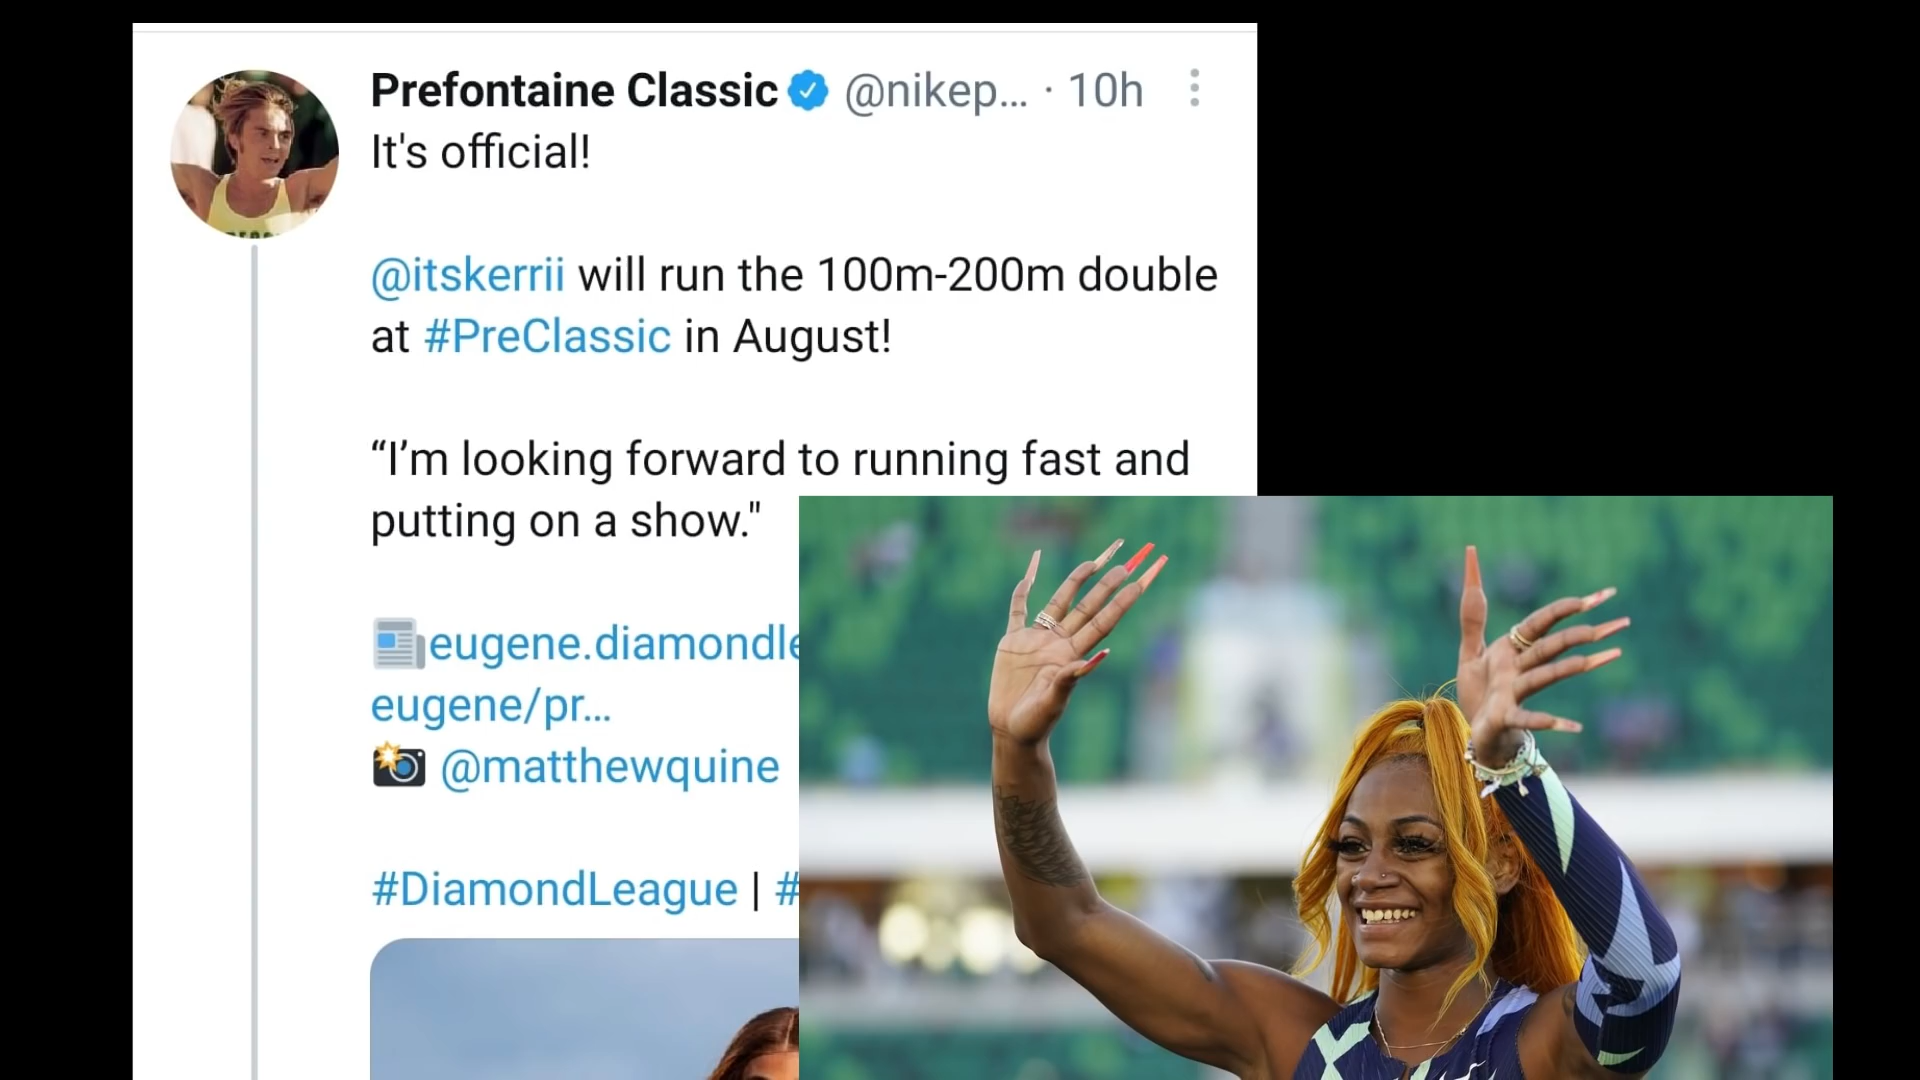 Prefontaine Classic @nikep... · 10h
It's official!
@itskerrii will run the 100m-200m double
at #PreClassic in August!
“I’m looking forward to running fast and
putting on a show."
eugene.diamondle
eugene/pr...
@matthewquine
#DiamondLeague | #